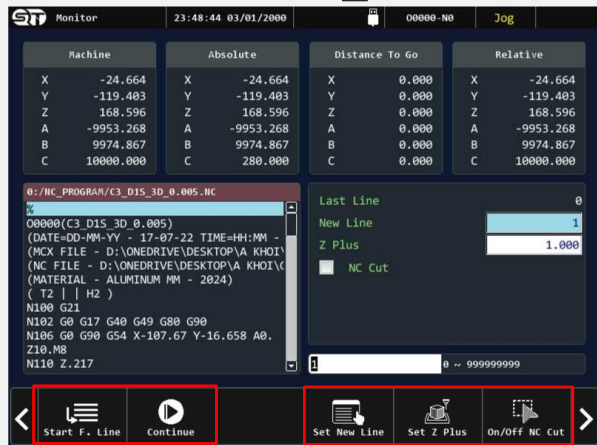 Monitor 23:48:44 03/01/2000 O0000-N0 Jog
Machine Absolute Distance To Go Relative
X -24.664 X -24.664 X 0.000 X -24.664
Y -119.403 Y -119.403 Y 0.000 Y -119.403
Z 168.596 Z 168.596 Z 0.000 Z 168.596
A -9953.268 A -9953.268 A 0.000 A -9953.268
B 9974.867 B 9974.867 B 0.000 B 9974.867
C 10000.000 C 280.000 C 0.000 C 10000.000
0:/NC_PROGRAM/C3_D1S_3D_0.005.NC
%
O0000(C3_D1S_3D_0.005)
(DATE=DD-MM-YY - 17-07-22 TIME=HH:MM -
(MCX FILE - D:\ONEDRIVE\DESKTOP\A KHOI\
(NC FILE - D:\ONEDRIVE\DESKTOP\A KHOI\
(MATERIAL - ALUMINUM MM - 2024)
( T2 | | H2 )
N100 G21
N102 G0 G17 G40 G49 G80 G90
N106 G0 G90 G54 X-107.67 Y-16.658 A0.
Z10.M8
N110 Z.217
Last Line 0
New Line 1
Z Plus 1.000
NC Cut
1 0 ~ 999999999
Start F. Line Continue Set New Line Set Z Plus On/Off NC Cut